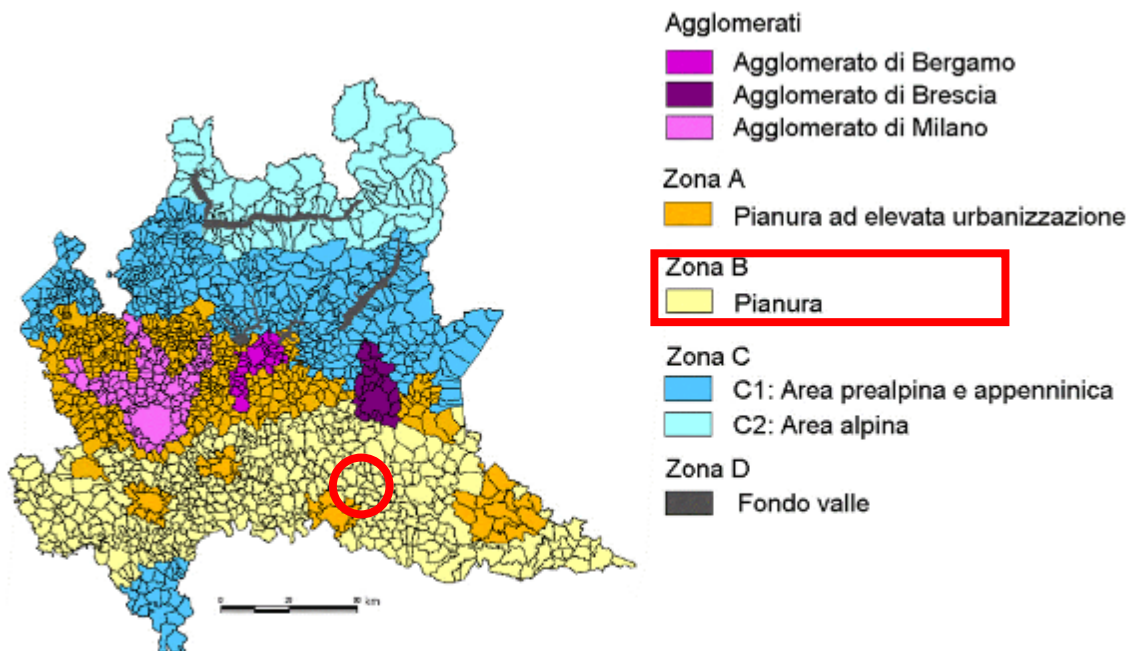 Agglomerati
Agglomerato di Bergamo
Agglomerato di Brescia
Agglomerato di Milano
Zona A
Pianura ad elevata urbanizzazione
Zona B
Pianura
Zona C
C1: Area prealpina e appenninica
C2: Area alpina
Zona D
Fondo valle
km